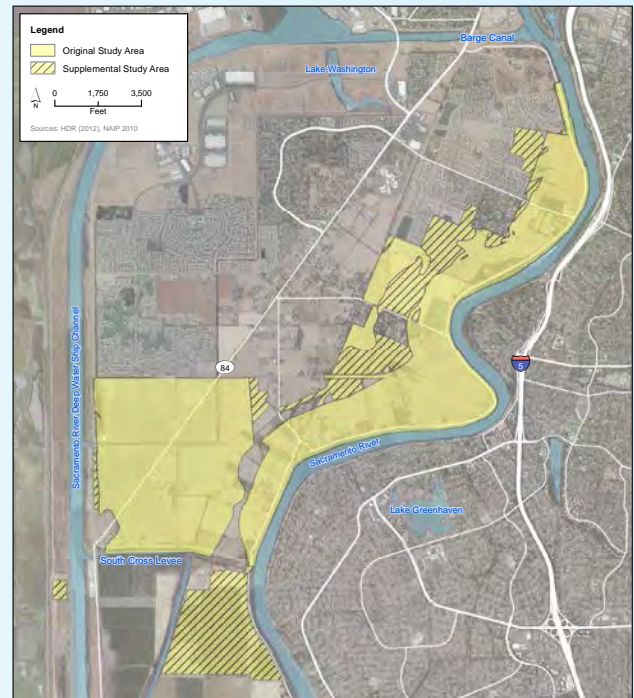 Legend
Original Study Area
Supplemental Study Area
N
0 1,750 3,500
Feet
Sources: HDR (2012), NAIP 2010
Barge Canal
Lake Washington
Sacramento River Deep Water Ship Channel
84
5
Sacramento River
Lake Greenhaven
South Cross Levee